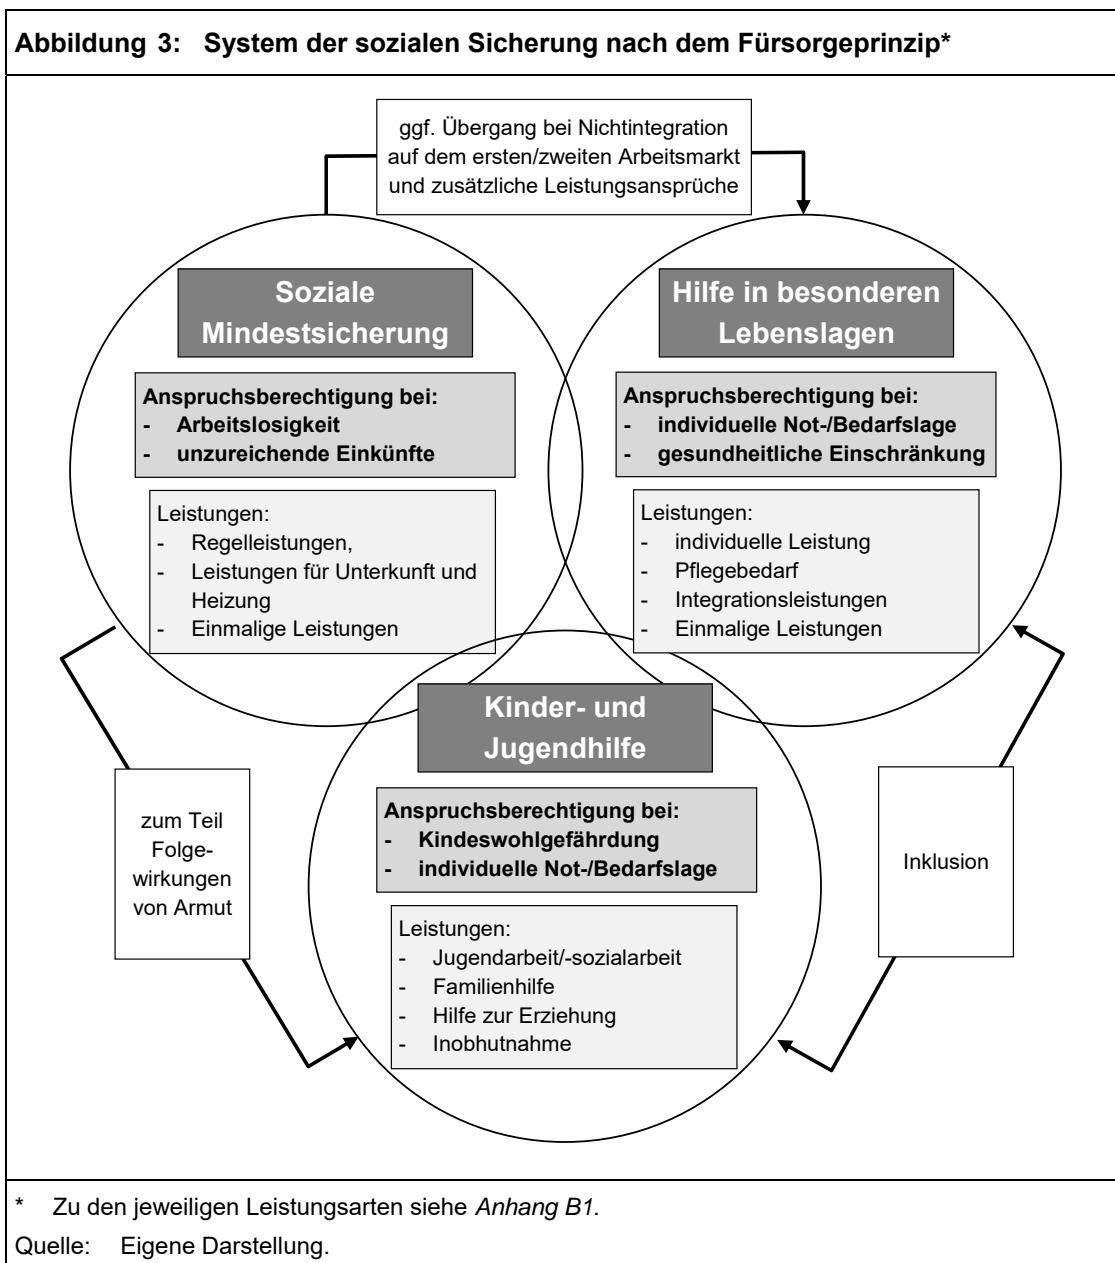 Abbildung 3: System der sozialen Sicherung nach dem Fürsorgeprinzip*
ggf. Übergang bei Nichtintegration
auf dem ersten/zweiten Arbeitsmarkt
und zusätzliche Leistungsansprüche
Soziale
Mindestsicherung
Anspruchsberechtigung bei:
- Arbeitslosigkeit
- unzureichende Einkünfte
Leistungen:
- Regelleistungen,
- Leistungen für Unterkunft und
Heizung
- Einmalige Leistungen
Hilfe in besonderen
Lebenslagen
Anspruchsberechtigung bei:
- individuelle Not-/Bedarfslage
- gesundheitliche Einschränkung
Leistungen:
- individuelle Leistung
- Pflegebedarf
- Integrationsleistungen
- Einmalige Leistungen
Kinder- und
Jugendhilfe
Anspruchsberechtigung bei:
- Kindeswohlgefährdung
- individuelle Not-/Bedarfslage
Leistungen:
- Jugendarbeit/-sozialarbeit
- Familienhilfe
- Hilfe zur Erziehung
- Inobhutnahme
zum Teil
Folge-
wirkungen
von Armut
Inklusion
* Zu den jeweiligen Leistungsarten siehe Anhang B1.
Quelle: Eigene Darstellung.